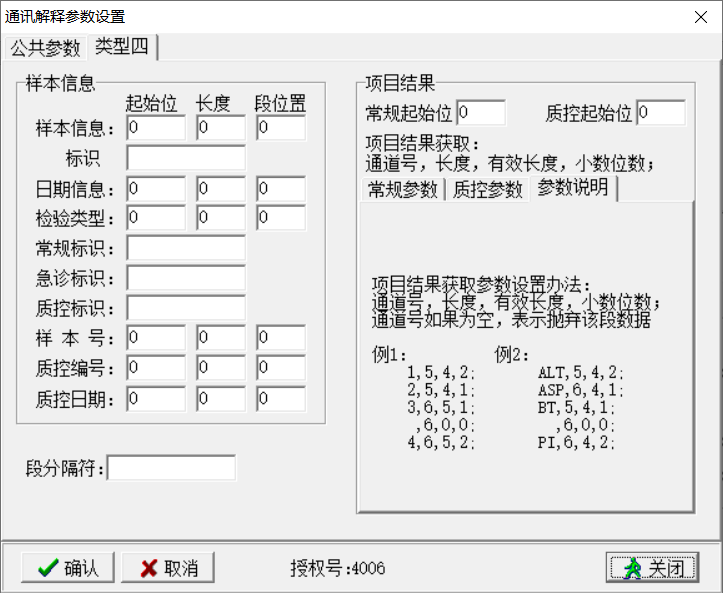 通讯解释参数设置
公共参数 类型四
样本信息
起始位 长度 段位置
样本信息: 0 0 0
标识
日期信息: 0 0 0
检验类型: 0 0 0
常规标识:
急诊标识:
质控标识:
样 本 号: 0 0 0
质控编号: 0 0 0
质控日期: 0 0 0
段分隔符:
项目结果
常规起始位 0 质控起始位 0
项目结果获取:
通道号，长度，有效长度，小数位数;
常规参数 质控参数 参数说明
项目结果获取参数设置办法:
通道号，长度，有效长度，小数位数;
通道号如果为空，表示抛弃该段数据
例1: 例2:
1,5,4,2; ALT,5,4,2;
2,5,4,1; ASP,6,4,1;
3,6,5,1; BT,5,4,1;
,6,0,0; ,6,0,0;
4,6,5,2; PI,6,4,2;
确认 取消 授权号:4006 关闭